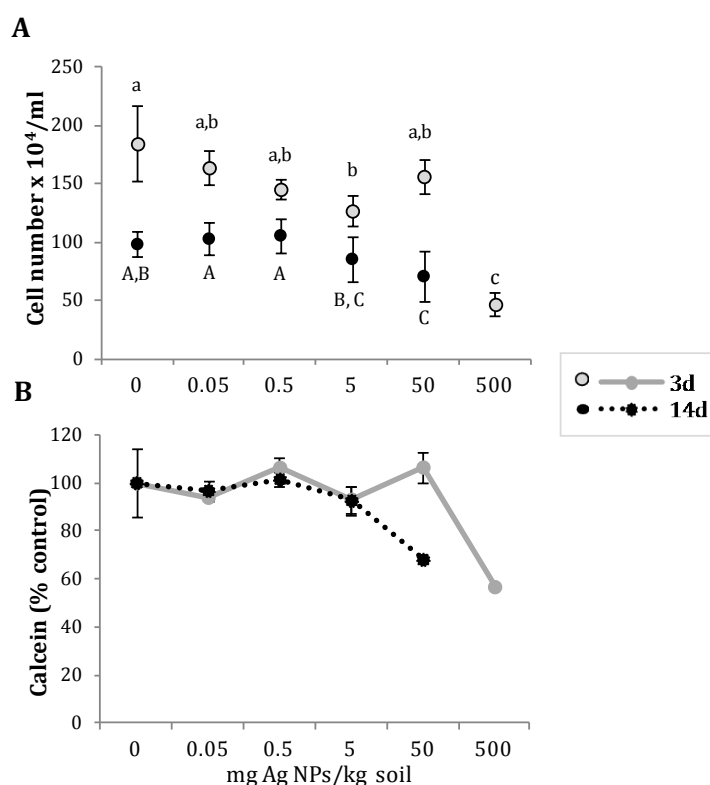 A
250
200
150
100
50
0
Cell number x 10⁴/ml
a
a,b
a,b
b
a,b
c
A,B
A
A
B, C
C
0 0.05 0.5 5 50 500
3d
14d
B
120
100
80
60
40
20
0
Calcein (% control)
0 0.05 0.5 5 50 500
mg Ag NPs/kg soil